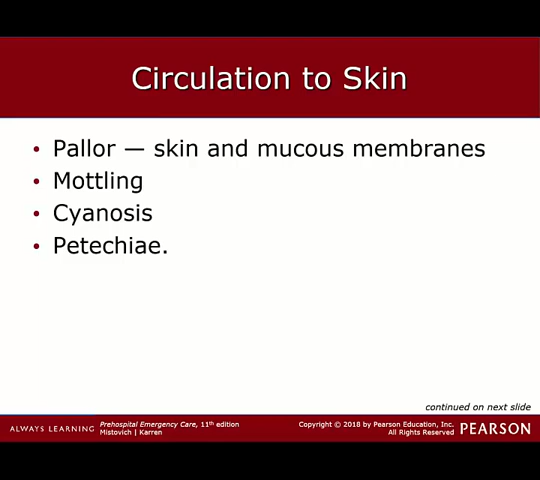 Circulation to Skin
• Pallor — skin and mucous membranes
• Mottling
• Cyanosis
• Petechiae.
continued on next slide
ALWAYS LEARNING
Prehospital Emergency Care, 11th edition
Mistovich | Karren
Copyright © 2018 by Pearson Education, Inc.
All Rights Reserved
PEARSON